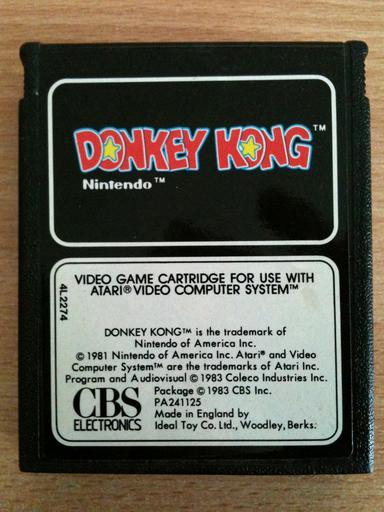 DONKEY KONG™
Nintendo™
VIDEO GAME CARTRIDGE FOR USE WITH
ATARI® VIDEO COMPUTER SYSTEM™
4L2274
DONKEY KONG™ is the trademark of
Nintendo of America Inc.
© 1981 Nintendo of America Inc. Atari® and Video
Computer System™ are the trademarks of Atari Inc.
Program and Audiovisual © 1983 Coleco Industries Inc.
Package © 1983 CBS Inc.
PA241125
Made in England by
Ideal Toy Co. Ltd., Woodley, Berks.
CBS
ELECTRONICS